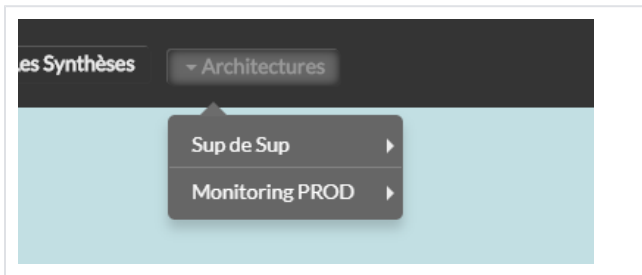 es Synthèses
Architectures
Sup de Sup
Monitoring PROD